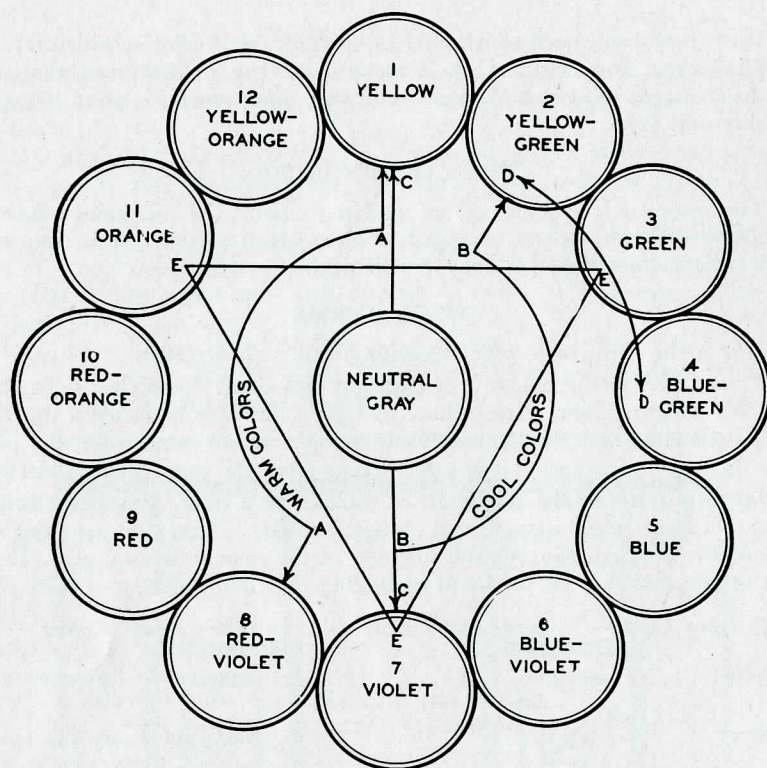 1
YELLOW
2
YELLOW-
GREEN
D
3
GREEN
E
4
BLUE-
GREEN
D
5
BLUE
6
BLUE-
VIOLET
E
7
VIOLET
8
RED-
VIOLET
9
RED
10
RED-
ORANGE
11
ORANGE
E
12
YELLOW-
ORANGE
C
A
B
NEUTRAL
GRAY
WARM COLORS
COOL COLORS
A
B.
C